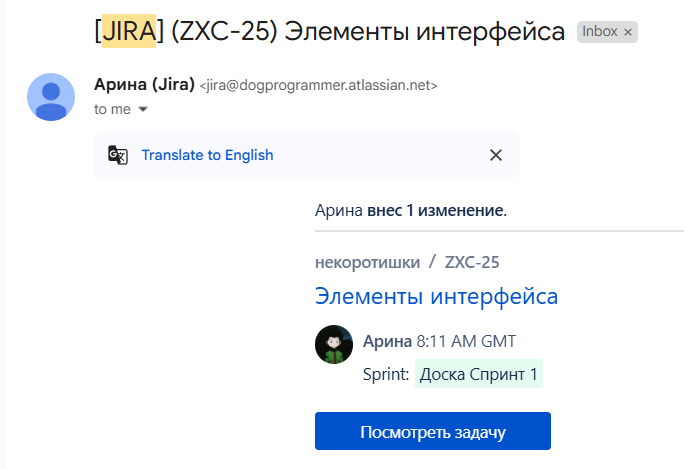 [JIRA] (ZXC-25) Элементы интерфейса Inbox ×
Арина (Jira) <jira@dogprogrammer.atlassian.net>
to me
Translate to English
Арина внес 1 изменение.
некоротишки / ZXC-25
Элементы интерфейса
Арина 8:11 AM GMT
Sprint: Доска Спринт 1
Посмотреть задачу